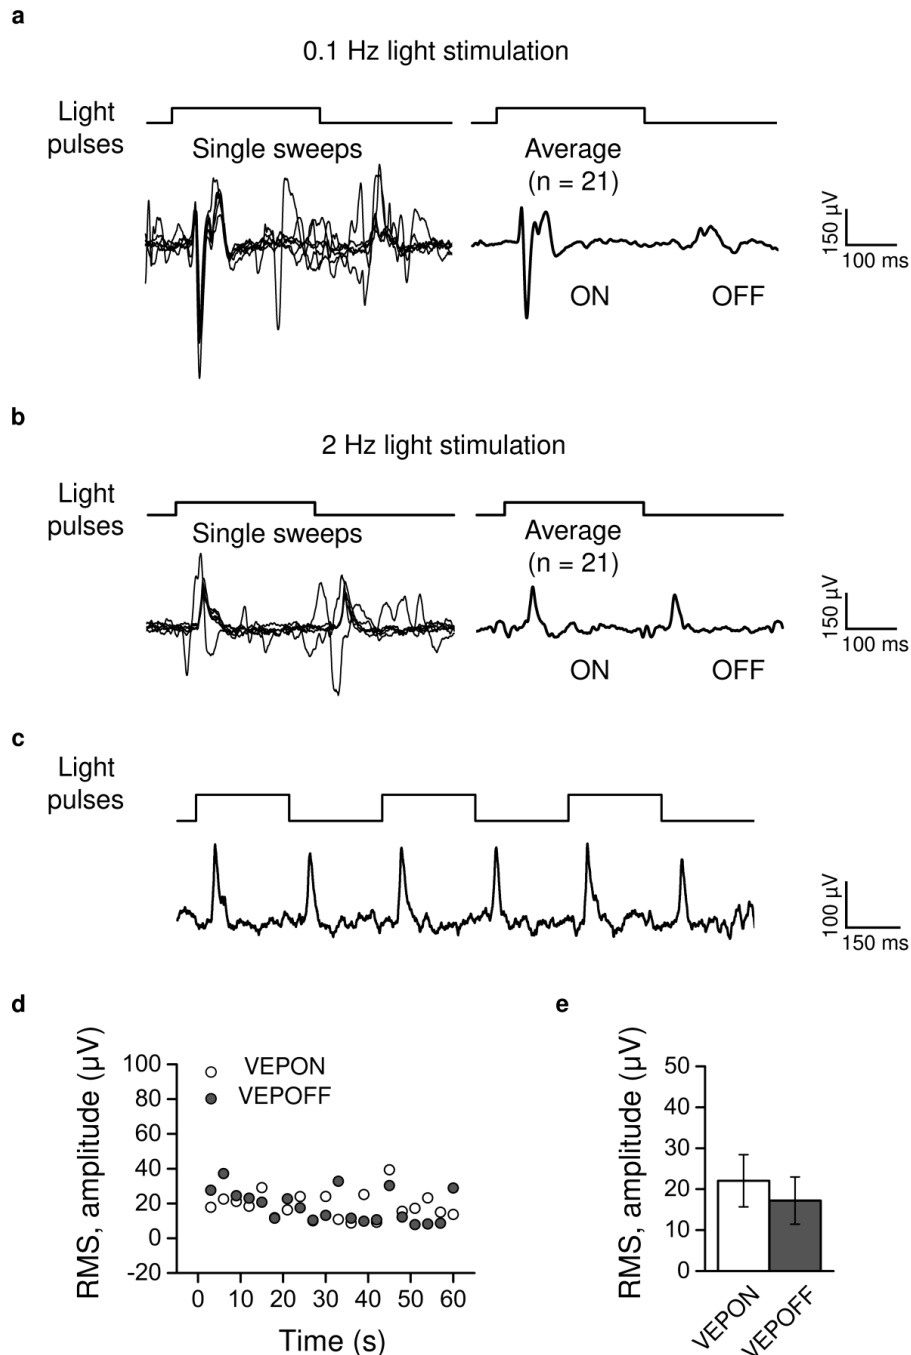 a
0.1 Hz light stimulation
Light
pulses
Single sweeps
Average
(n = 21)
150 µV
100 ms
ON
OFF
b
2 Hz light stimulation
Light
pulses
Single sweeps
Average
(n = 21)
150 µV
100 ms
ON
OFF
c
Light
pulses
100 µV
150 ms
d
RMS, amplitude (µV)
100
80
60
40
20
0
-20
VEPON
VEPOFF
0 10 20 30 40 50 60
Time (s)
e
RMS, amplitude (µV)
50
40
30
20
10
0
VEPON
VEPOFF